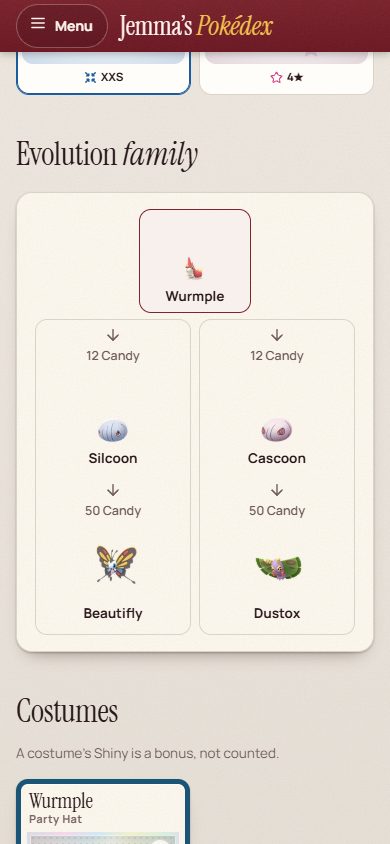 Menu
Jemma's Pokédex
XXS
4★
Evolution family
Wurmple
12 Candy
12 Candy
Silcoon
Cascoon
50 Candy
50 Candy
Beautifly
Dustox
Costumes
A costume's Shiny is a bonus, not counted.
Wurmple
Party Hat